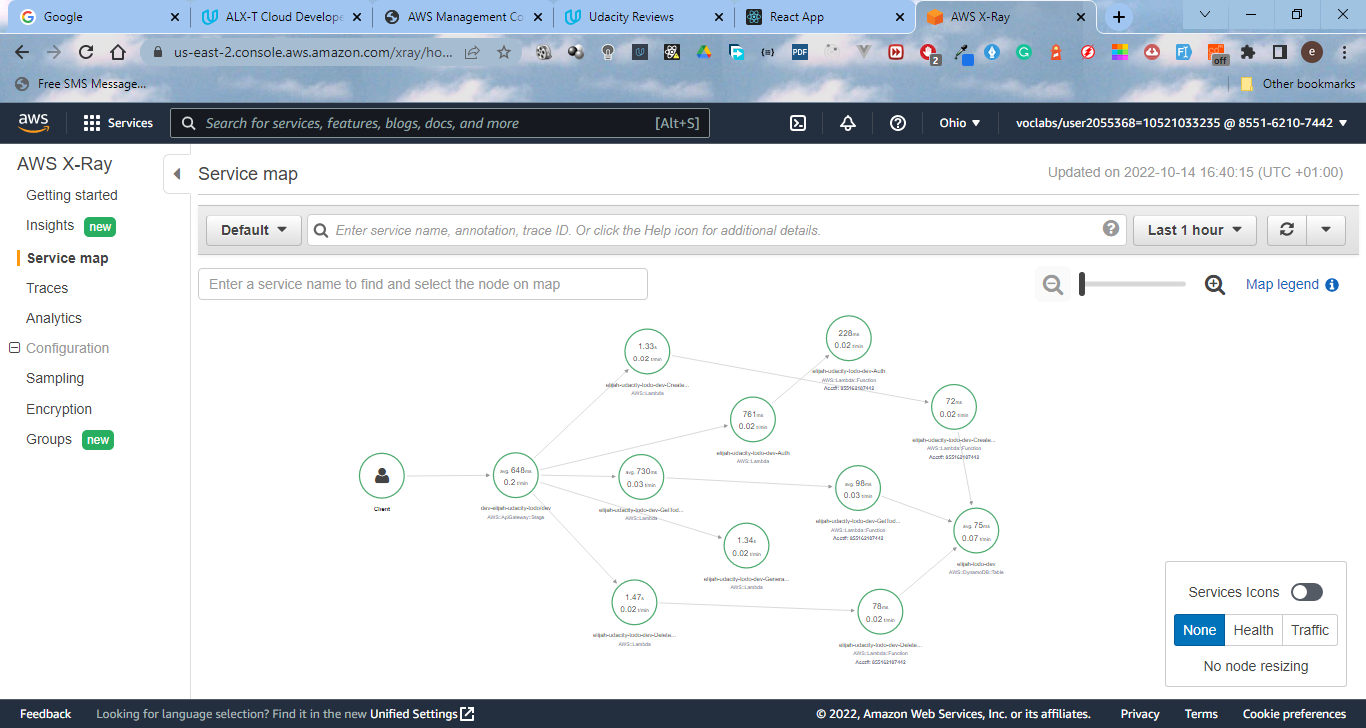 Google
ALX-T Cloud Develope
AWS Management Co
Udacity Reviews
React App
AWS X-Ray
us-east-2.console.aws.amazon.com/xray/ho...
2
off
e
Free SMS Message...
Other bookmarks
aws
Services
Search for services, features, blogs, docs, and more
[Alt+S]
Ohio
voclabs/user2055368=10521033235 @ 8551-6210-7442
AWS X-Ray
Getting started
Insights new
Service map
Traces
Analytics
Configuration
Sampling
Encryption
Groups new
Service map
Updated on 2022-10-14 16:40:15 (UTC +01:00)
Default
Enter service name, annotation, trace ID. Or click the Help icon for additional details.
Last 1 hour
Enter a service name to find and select the node on map
Map legend
228ms
0.02 t/min
elijah-udacity-todo-dev-Auth
AWS::Lambda::Function
1.33s
0.02 t/min
elijah-udacity-todo-dev-Create...
AWS::Lambda
72ms
0.02 t/min
elijah-udacity-todo-dev-Create...
AWS::Lambda::Function
761ms
0.02 t/min
elijah-udacity-todo-dev-Auth
AWS::Lambda
Client
avg. 648ms
0.2 t/min
dev-elijah-udacity-todo/dev
AWS::ApiGateway::Stage
avg. 730ms
0.03 t/min
elijah-udacity-todo-dev-GetTod...
AWS::Lambda
avg. 98ms
0.03 t/min
elijah-udacity-todo-dev-GetTod...
AWS::Lambda::Function
avg. 75ms
0.07 t/min
elijah-todo-dev
AWS::DynamoDB::Table
1.34s
0.02 t/min
elijah-udacity-todo-dev-Genera...
AWS::Lambda
1.47s
0.02 t/min
elijah-udacity-todo-dev-Delete...
AWS::Lambda
78ms
0.02 t/min
elijah-udacity-todo-dev-Delete...
AWS::Lambda::Function
Services Icons
None Health Traffic
No node resizing
Feedback
Looking for language selection? Find it in the new Unified Settings
© 2022, Amazon Web Services, Inc. or its affiliates.
Privacy
Terms
Cookie preferences